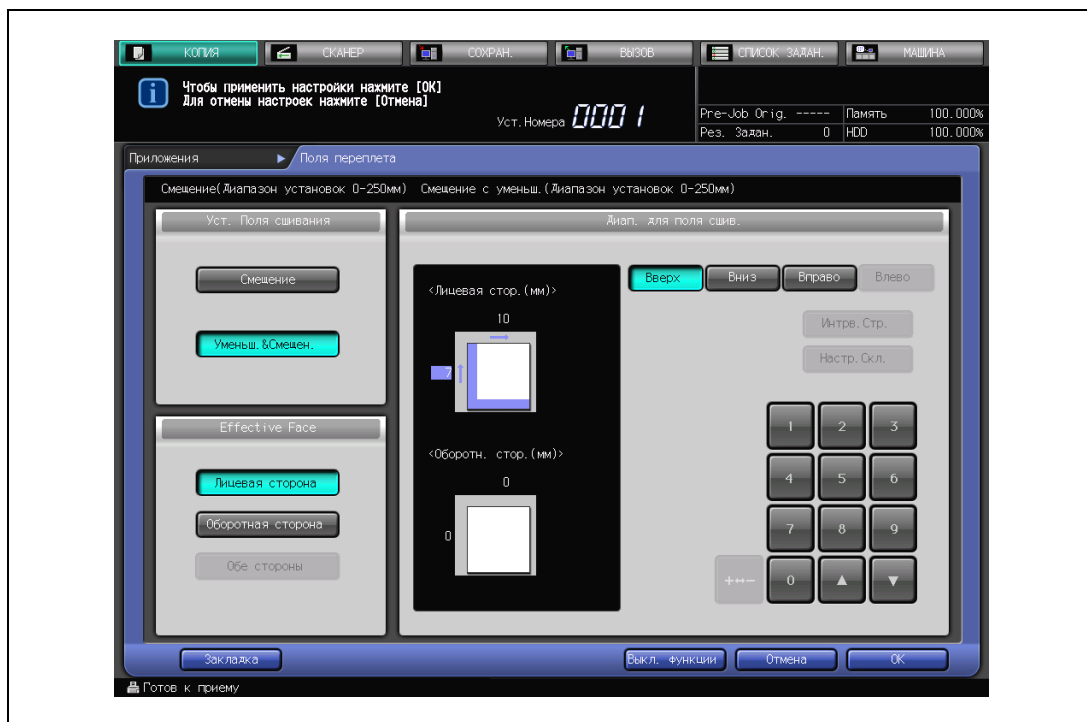 КОПИЯ СКАНЕР СОХРАН. ВЫЗОВ СПИСОК ЗАДАН. МАШИНА
Чтобы применить настройки нажмите [ОК]
Для отмены настроек нажмите [Отмена]
Уст.Номера 0001
Pre-Job Orig. ----- Память 100.000%
Рез. Задан. 0 HDD 100.000%
Приложения Поля переплета
Смещение(Диапазон установок 0-250мм) Смещение с уменьш.(Диапазон установок 0-250мм)
Уст. Поля сшивания
Диап. для поля сшив.
Смещение
Уменьш.&Смещен.
Effective Face
Лицевая сторона
Оборотная сторона
Обе стороны
<Лицевая стор.(мм)>
10
7
<Оборотн. стор.(мм)>
0
0
Вверх Вниз Вправо Влево
Интрв.Стр.
Настр.Скл.
1 2 3
4 5 6
7 8 9
+↔- 0 ▲ ▼
Закладка Выкл. функции Отмена ОК
Готов к приему